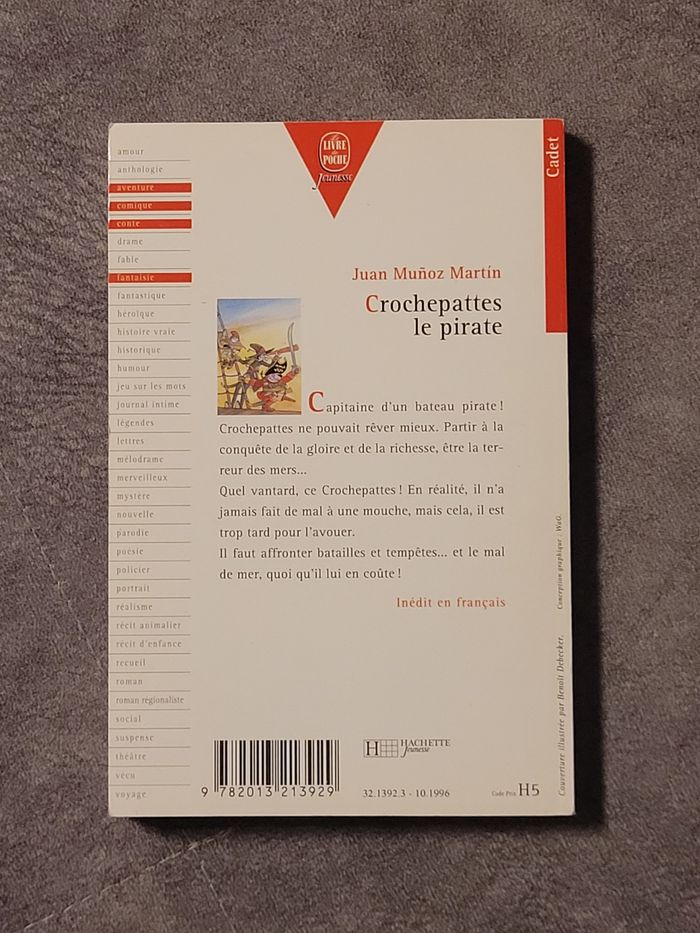 amour
anthologie
aventure
comique
conte
drame
fable
fantaisie
fantastique
héroïque
histoire vraie
historique
humour
jeu sur les mots
journal intime
légendes
lettres
mélodrame
merveilleux
mystère
nouvelle
parodie
poésie
policier
portrait
réalisme
récit animalier
récit d'enfance
recueil
roman
roman régionaliste
social
suspense
théâtre
vécu
voyage
Le
LIVRE
de
POCHE
Jeunesse
Cadet
Juan Muñoz Martín
Crochepattes
le pirate
Capitaine d'un bateau pirate !
Crochepattes ne pouvait rêver mieux. Partir à la
conquête de la gloire et de la richesse, être la ter-
reur des mers...
Quel vantard, ce Crochepattes ! En réalité, il n'a
jamais fait de mal à une mouche, mais cela, il est
trop tard pour l'avouer.
Il faut affronter batailles et tempêtes... et le mal
de mer, quoi qu'il lui en coûte !
Inédit en français
Couverture illustrée par Benoît Debecker. Conception graphique : WaG.
H HACHETTE
Jeunesse
9 782013 213929
32.1392.3 - 10.1996
Code Prix H5